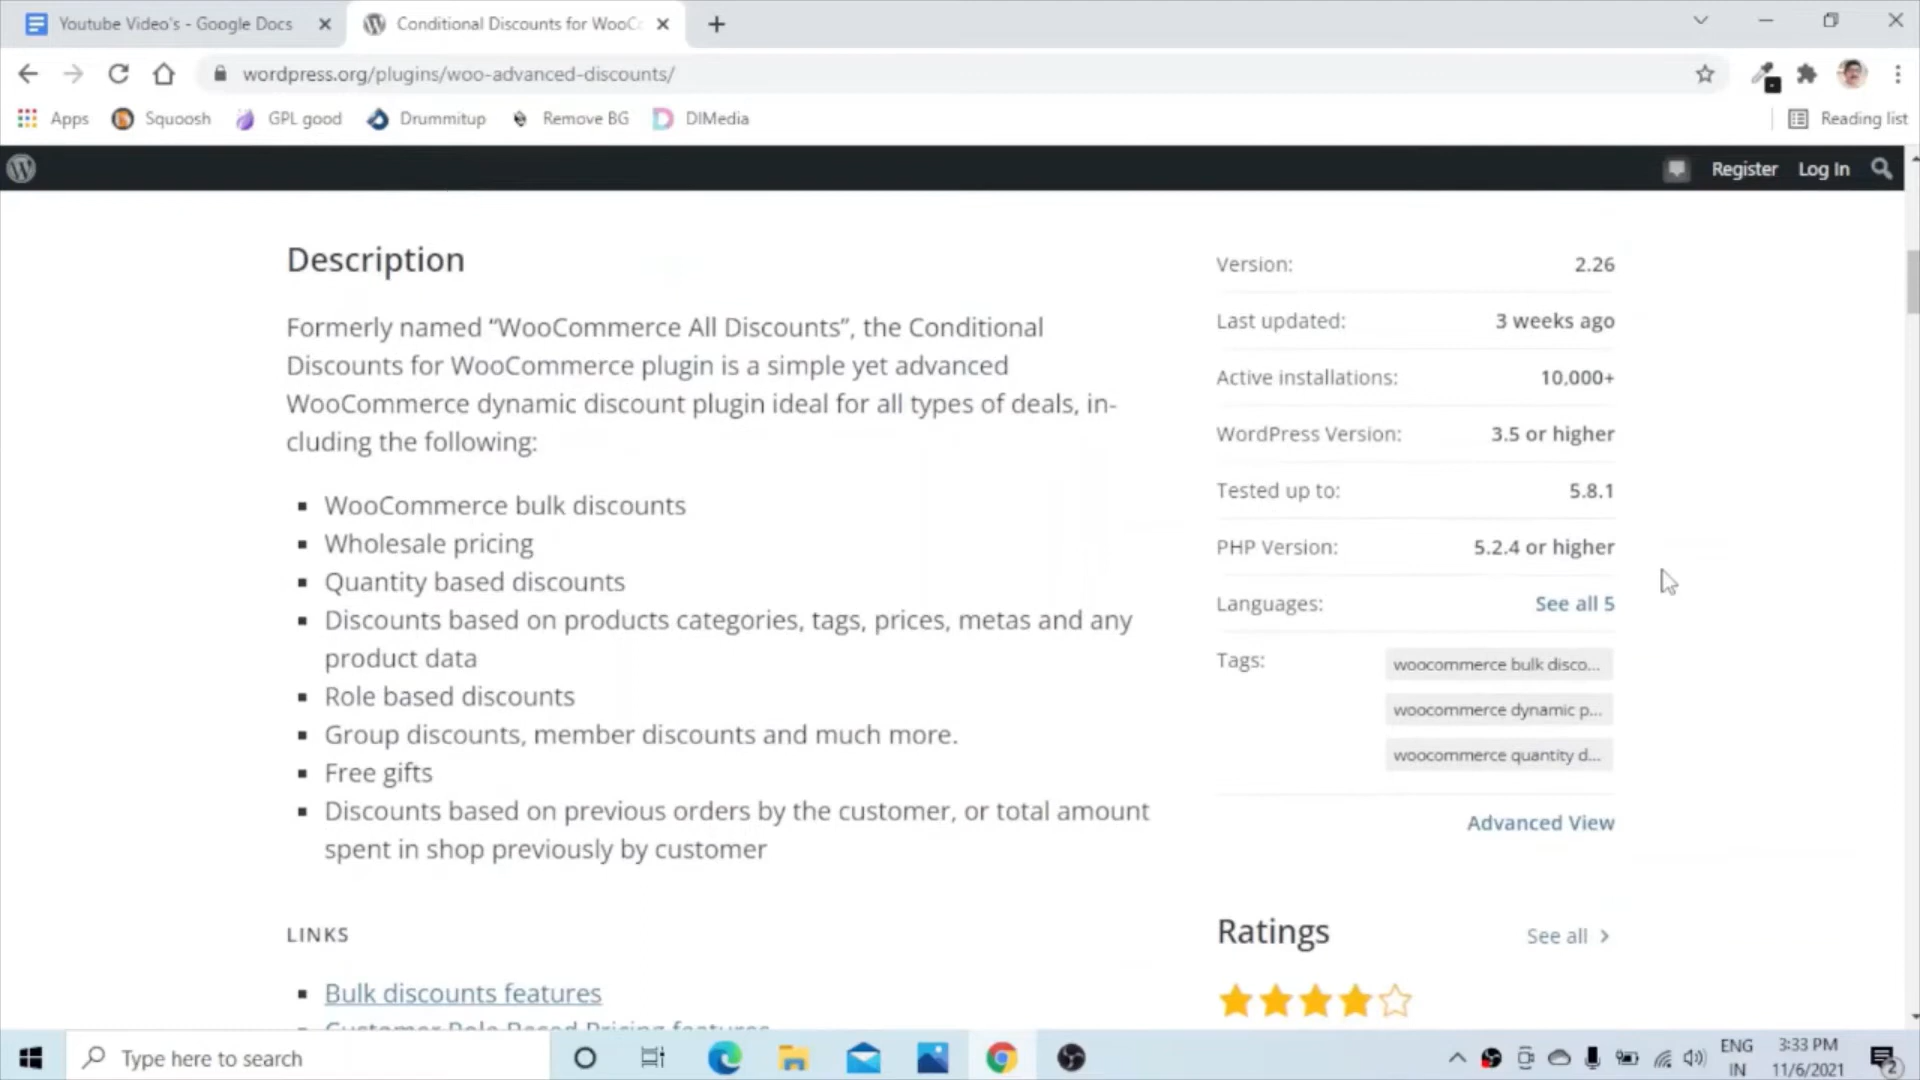 Youtube Video's - Google Docs
Conditional Discounts for WooC
wordpress.org/plugins/woo-advanced-discounts/
Apps
Squoosh
GPL good
Drummitup
Remove BG
DIMedia
Reading list
Register
Log In
Description
Formerly named “WooCommerce All Discounts”, the Conditional
Discounts for WooCommerce plugin is a simple yet advanced
WooCommerce dynamic discount plugin ideal for all types of deals, in-
cluding the following:
WooCommerce bulk discounts
Wholesale pricing
Quantity based discounts
Discounts based on products categories, tags, prices, metas and any
product data
Role based discounts
Group discounts, member discounts and much more.
Free gifts
Discounts based on previous orders by the customer, or total amount
spent in shop previously by customer
LINKS
Bulk discounts features
Customer Role Based Pricing features
Version: 2.26
Last updated: 3 weeks ago
Active installations: 10,000+
WordPress Version: 3.5 or higher
Tested up to: 5.8.1
PHP Version: 5.2.4 or higher
Languages: See all 5
Tags: woocommerce bulk disco...
woocommerce dynamic p...
woocommerce quantity d...
Advanced View
Ratings See all
Type here to search
ENG
IN
3:33 PM
11/6/2021
2